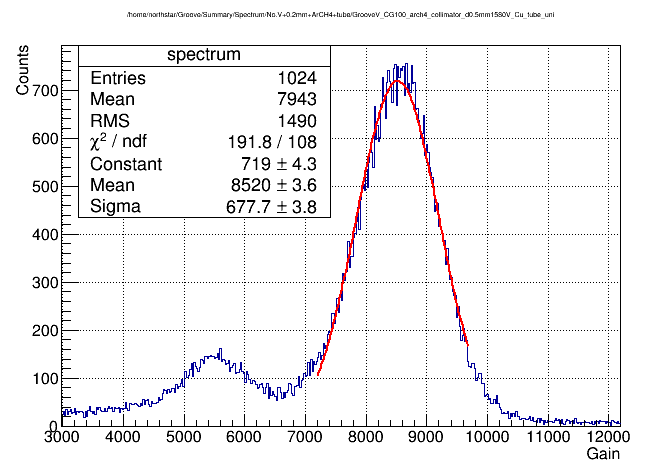 /home/northstar/Groove/Summary/Spectrum/No.V+0.2mm+ArCH4+tube/GrooveV_CG100_arch4_collimator_d0.5mm1580V_Cu_tube_uni
Counts
spectrum
Entries 1024
Mean 7943
RMS 1490
χ² / ndf 191.8 / 108
Constant 719 ± 4.3
Mean 8520 ± 3.6
Sigma 677.7 ± 3.8
700
600
500
400
300
200
100
0
3000 4000 5000 6000 7000 8000 9000 10000 11000 12000
Gain